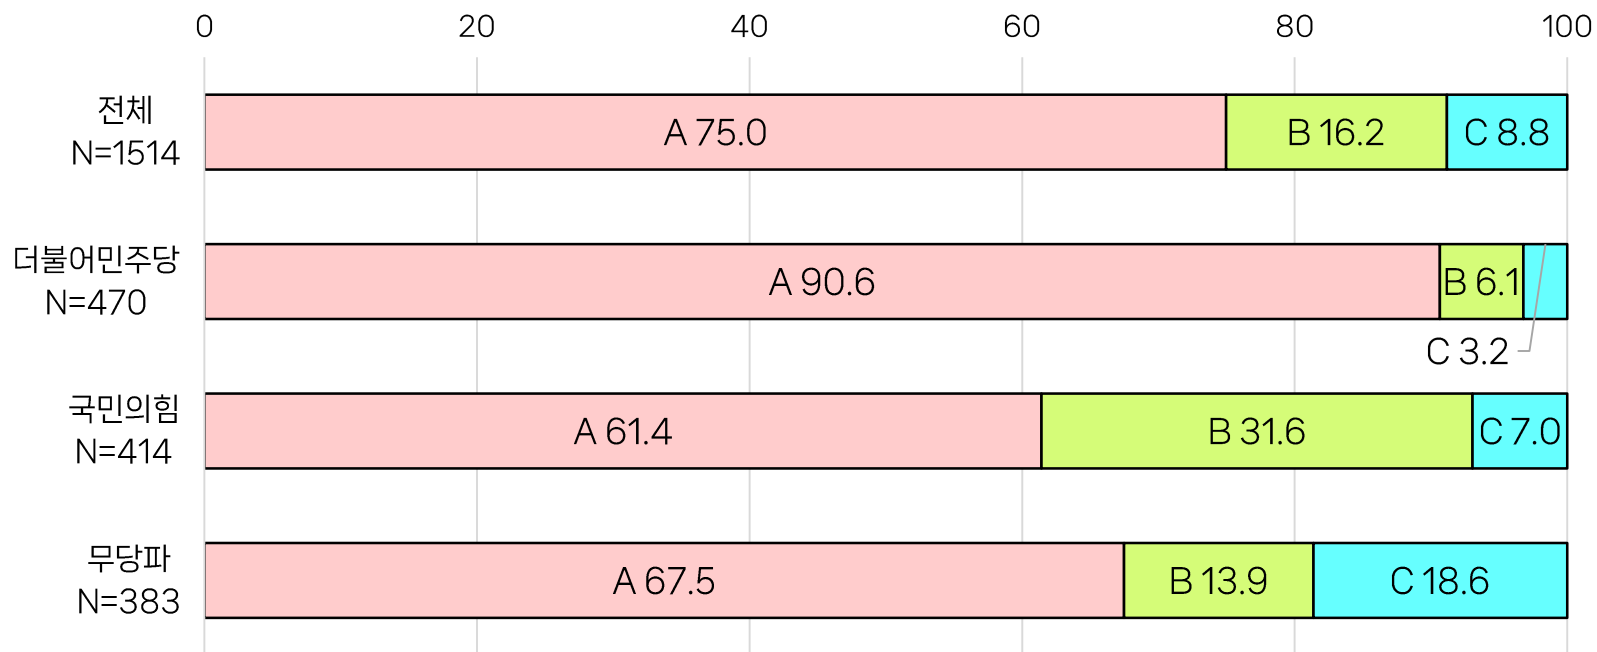 0 20 40 60 80 100
전체
N=1514
A 75.0 B 16.2 C 8.8
더불어민주당
N=470
A 90.6 B 6.1
C 3.2
국민의힘
N=414
A 61.4 B 31.6 C 7.0
무당파
N=383
A 67.5 B 13.9 C 18.6